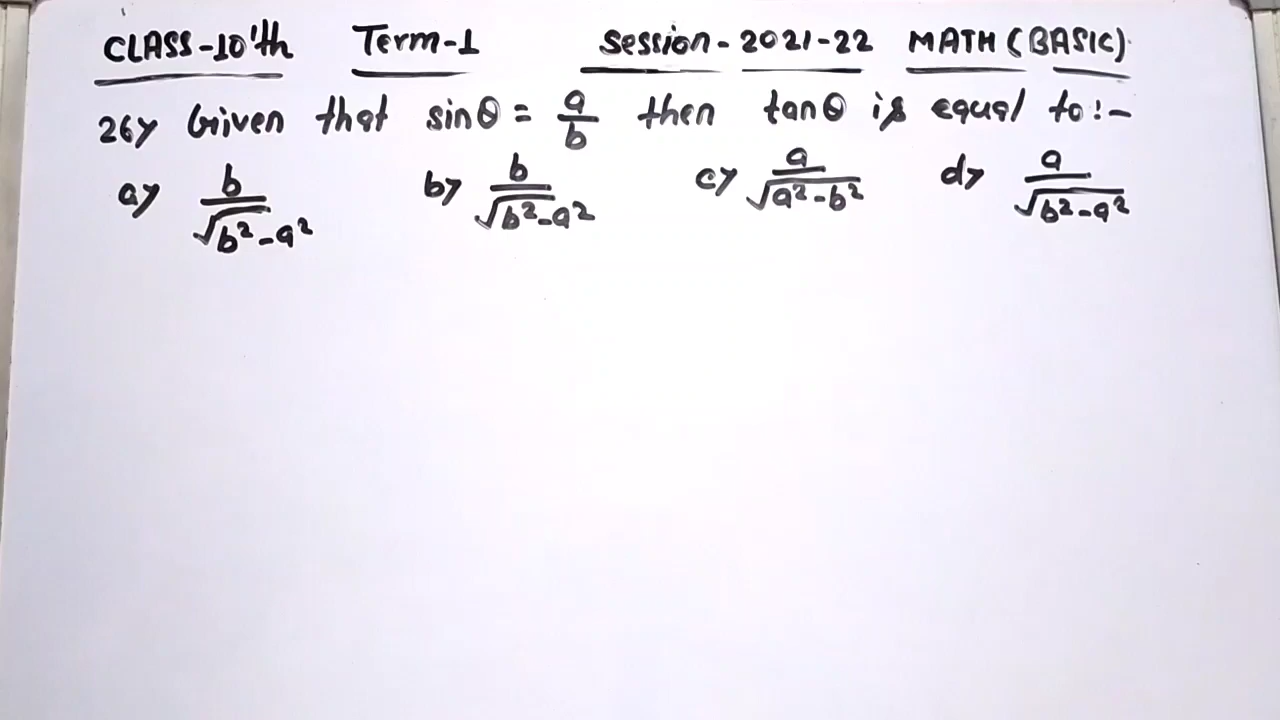 CLASS-10'th Term-1 Session-2021-22 MATH (BASIC)
26> Given that sinθ = a/b then tanθ is equal to:-
a> b/√b²-a² b> b/√b²-a² c> a/√a²-b² d> a/√b²-a²